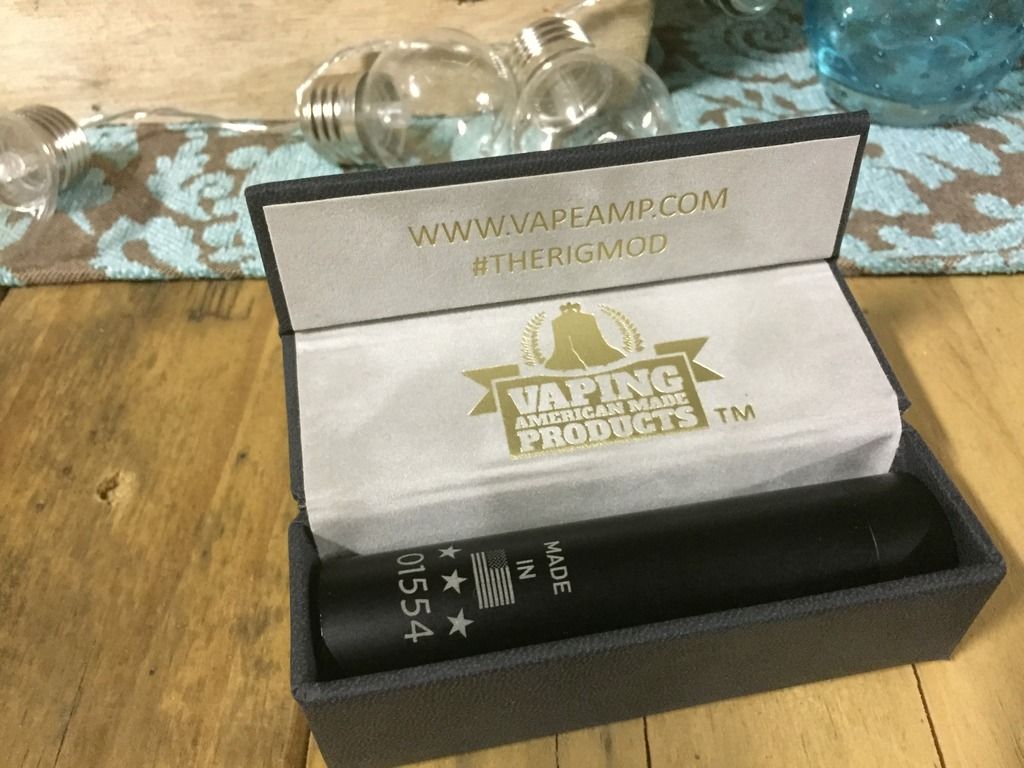 WWW.VAPEAMP.COM
#THERIGMOD
VAPING
AMERICAN MADE
PRODUCTS TM
MADE
IN
01554